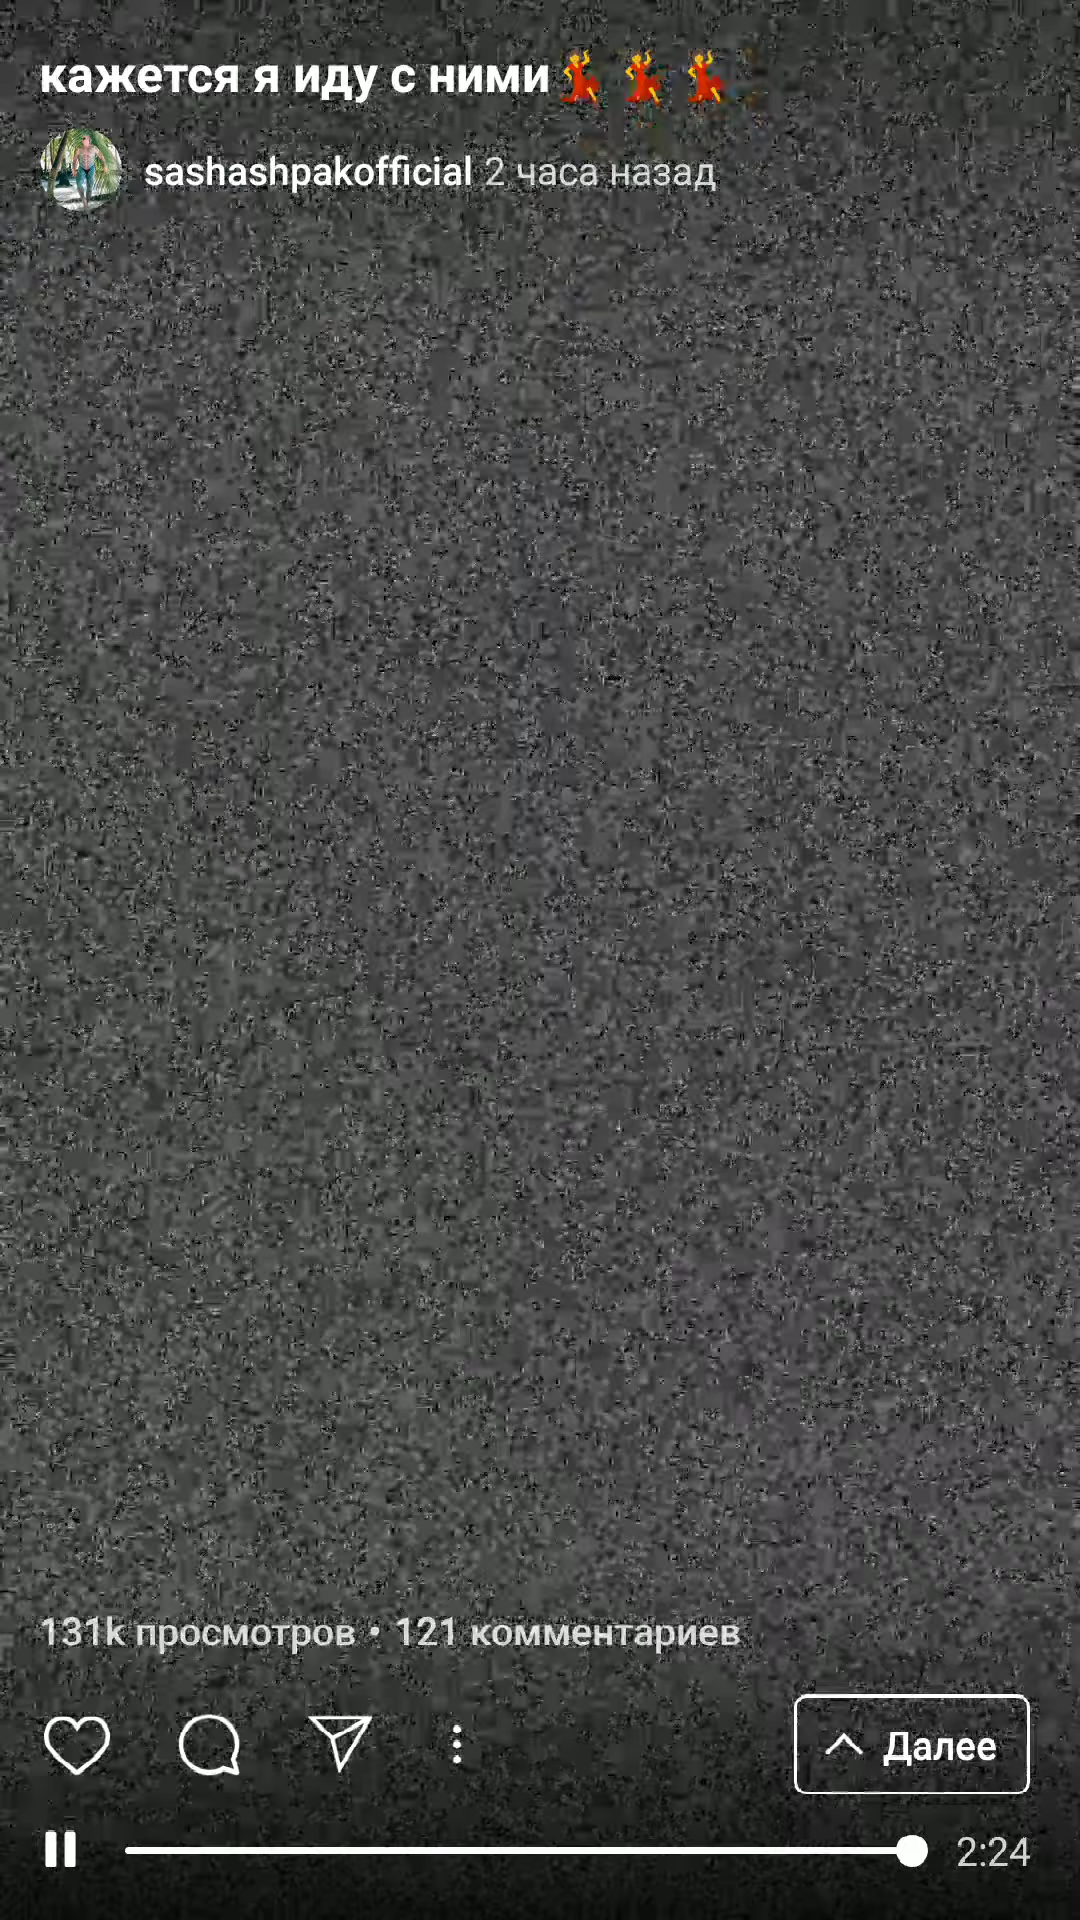 кажется я иду с ними💃💃💃
sashashpakofficial 2 часа назад
131k просмотров • 121 комментариев
Далее
2:24